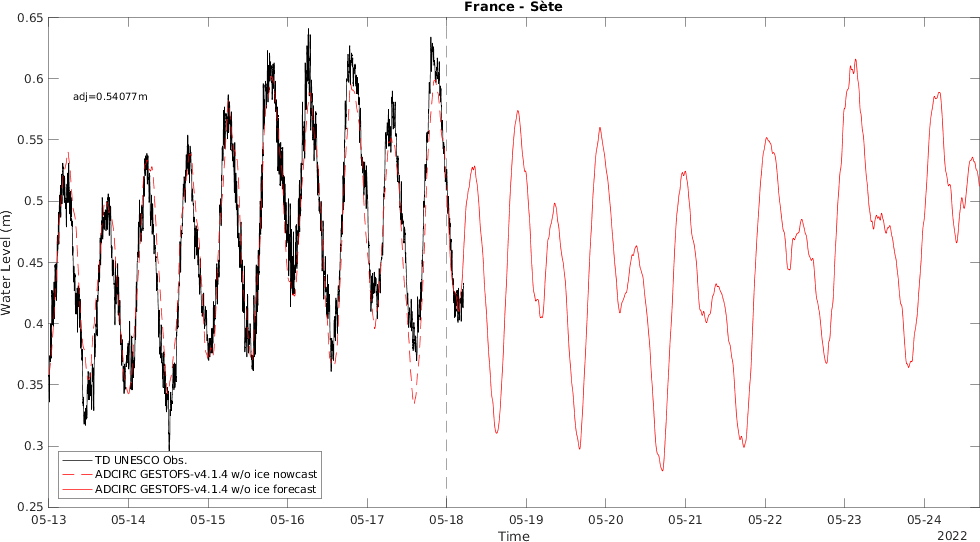 France - Sète
0.65
0.6
0.55
0.5
0.45
0.4
0.35
0.3
0.25
Water Level (m)
adj=0.54077m
TD UNESCO Obs.
ADCIRC GESTOFS-v4.1.4 w/o ice nowcast
ADCIRC GESTOFS-v4.1.4 w/o ice forecast
05-13 05-14 05-15 05-16 05-17 05-18 05-19 05-20 05-21 05-22 05-23 05-24
Time
2022